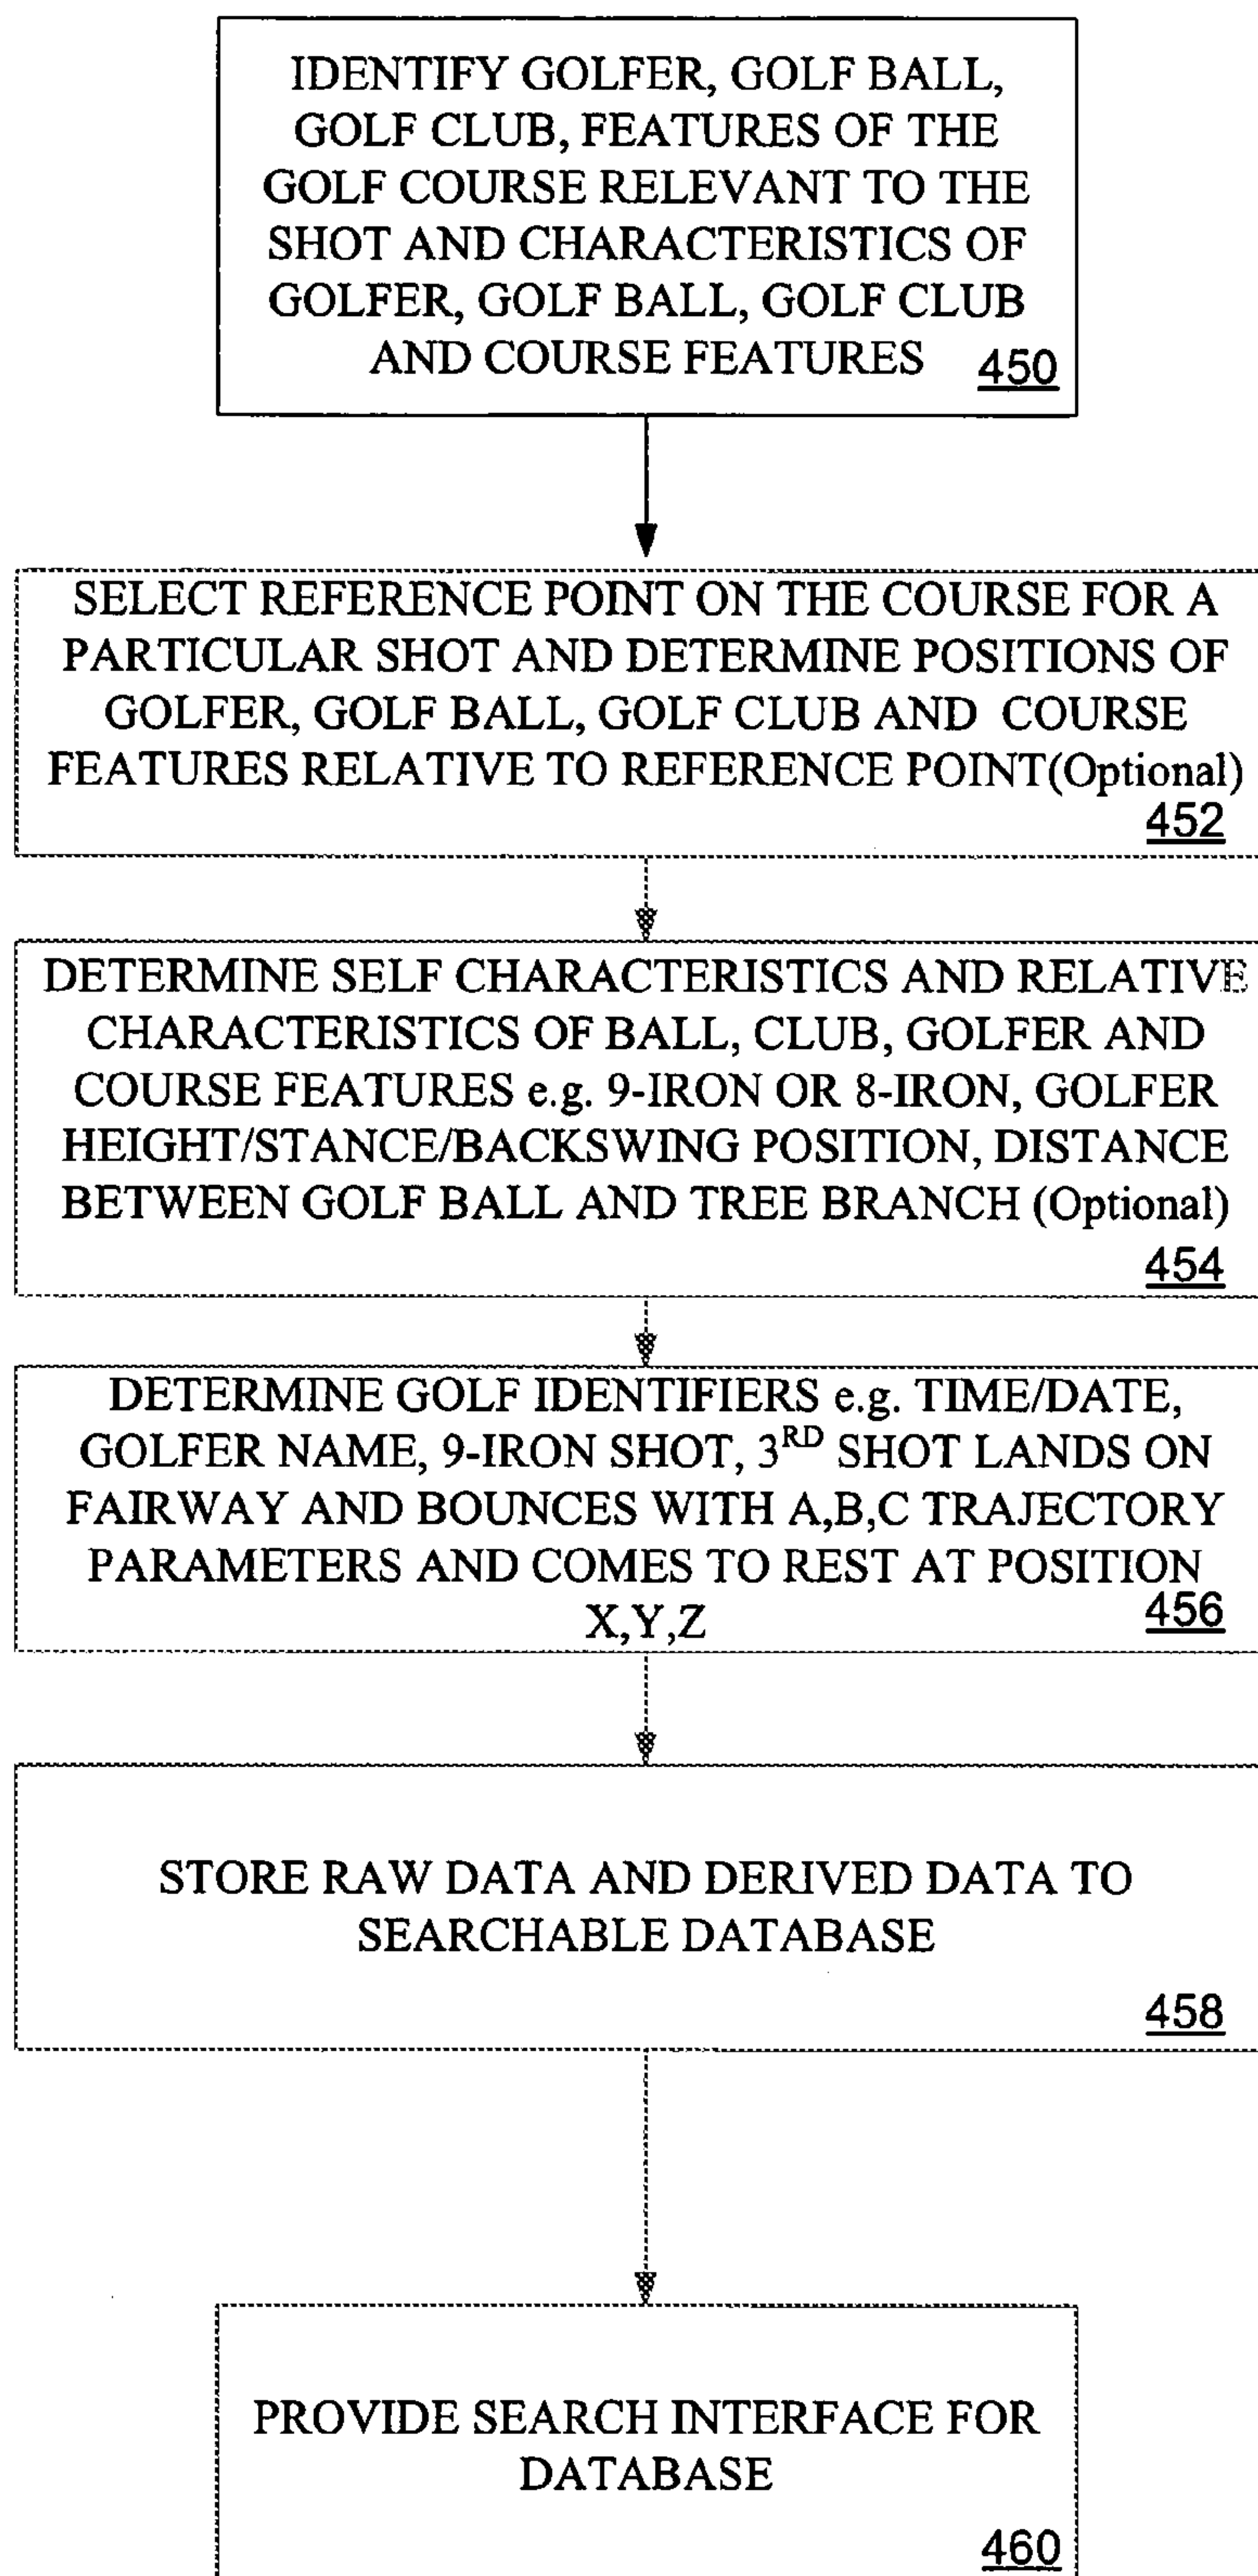 IDENTIFY GOLFER, GOLF BALL,
GOLF CLUB, FEATURES OF THE
GOLF COURSE RELEVANT TO THE
SHOT AND CHARACTERISTICS OF
GOLFER, GOLF BALL, GOLF CLUB
AND COURSE FEATURES 450
SELECT REFERENCE POINT ON THE COURSE FOR A
PARTICULAR SHOT AND DETERMINE POSITIONS OF
GOLFER, GOLF BALL, GOLF CLUB AND COURSE
FEATURES RELATIVE TO REFERENCE POINT(Optional)
452
DETERMINE SELF CHARACTERISTICS AND RELATIVE
CHARACTERISTICS OF BALL, CLUB, GOLFER AND
COURSE FEATURES e.g. 9-IRON OR 8-IRON, GOLFER
HEIGHT/STANCE/BACKSWING POSITION, DISTANCE
BETWEEN GOLF BALL AND TREE BRANCH (Optional)
454
DETERMINE GOLF IDENTIFIERS e.g. TIME/DATE,
GOLFER NAME, 9-IRON SHOT, 3RD SHOT LANDS ON
FAIRWAY AND BOUNCES WITH A,B,C TRAJECTORY
PARAMETERS AND COMES TO REST AT POSITION
X,Y,Z 456
STORE RAW DATA AND DERIVED DATA TO
SEARCHABLE DATABASE
458
PROVIDE SEARCH INTERFACE FOR
DATABASE
460